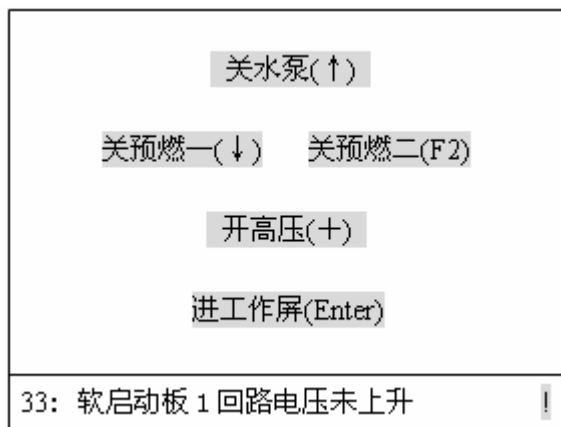 关水泵(↑)
关预燃一(↓) 关预燃二(F2)
开高压(+)
进工作屏(Enter)
33: 软启动板 1 回路电压未上升 !